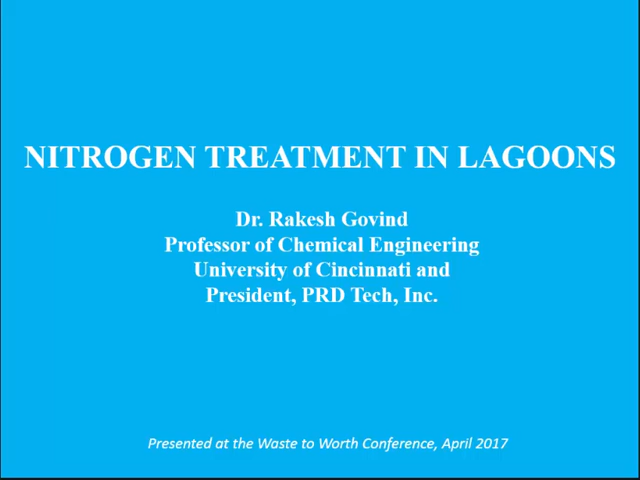 NITROGEN TREATMENT IN LAGOONS
Dr. Rakesh Govind
Professor of Chemical Engineering
University of Cincinnati and
President, PRD Tech, Inc.
Presented at the Waste to Worth Conference, April 2017